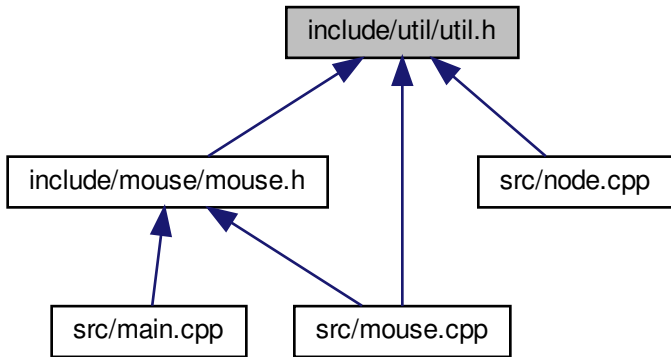 include/util/util.h
include/mouse/mouse.h
src/node.cpp
src/main.cpp
src/mouse.cpp